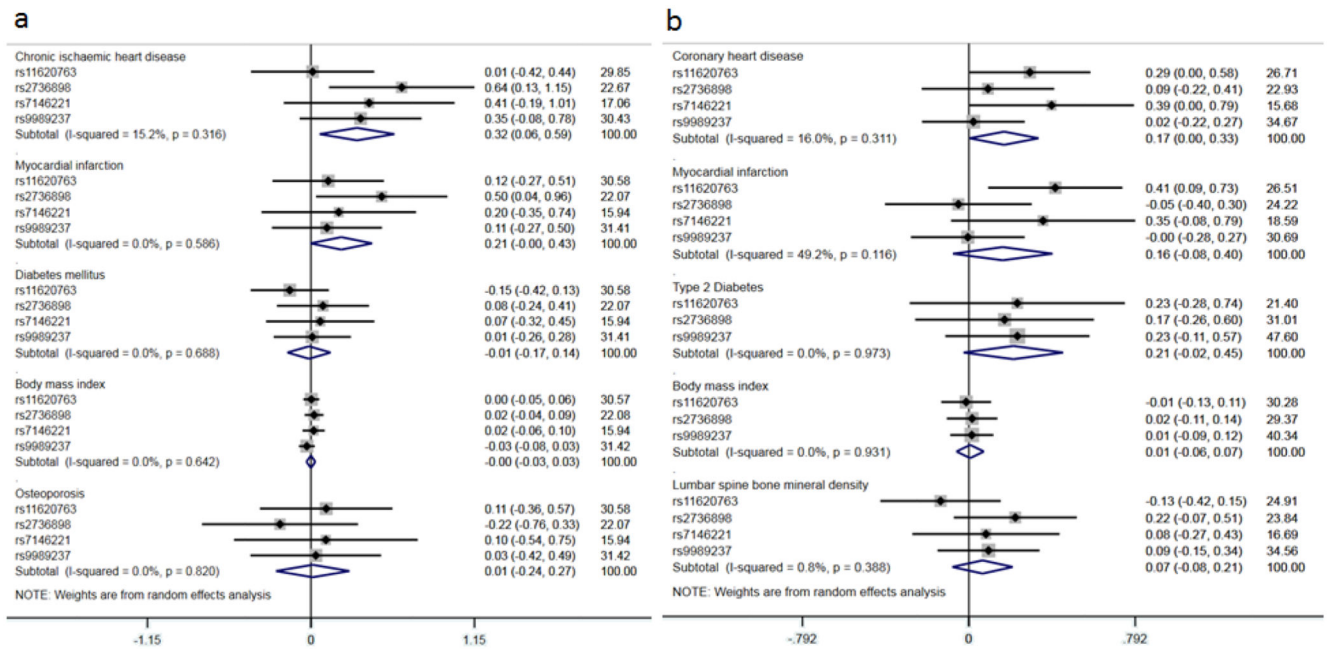 a
Chronic ischaemic heart disease
rs11620763 0.01 (-0.42, 0.44) 29.85
rs2736898 0.64 (0.13, 1.15) 22.67
rs7146221 0.41 (-0.19, 1.01) 17.06
rs9989237 0.35 (-0.08, 0.78) 30.43
Subtotal (I-squared = 15.2%, p = 0.316) 0.32 (0.06, 0.59) 100.00
.
Myocardial infarction
rs11620763 0.12 (-0.27, 0.51) 30.58
rs2736898 0.50 (0.04, 0.96) 22.07
rs7146221 0.20 (-0.35, 0.74) 15.94
rs9989237 0.11 (-0.27, 0.50) 31.41
Subtotal (I-squared = 0.0%, p = 0.586) 0.21 (-0.00, 0.43) 100.00
.
Diabetes mellitus
rs11620763 -0.15 (-0.42, 0.13) 30.58
rs2736898 0.08 (-0.24, 0.41) 22.07
rs7146221 0.07 (-0.32, 0.45) 15.94
rs9989237 0.01 (-0.26, 0.28) 31.41
Subtotal (I-squared = 0.0%, p = 0.688) -0.01 (-0.17, 0.14) 100.00
.
Body mass index
rs11620763 0.00 (-0.05, 0.06) 30.57
rs2736898 0.02 (-0.04, 0.09) 22.08
rs7146221 0.02 (-0.06, 0.10) 15.94
rs9989237 -0.03 (-0.08, 0.03) 31.42
Subtotal (I-squared = 0.0%, p = 0.642) -0.00 (-0.03, 0.03) 100.00
.
Osteoporosis
rs11620763 0.11 (-0.36, 0.57) 30.58
rs2736898 -0.22 (-0.76, 0.33) 22.07
rs7146221 0.10 (-0.54, 0.75) 15.94
rs9989237 0.03 (-0.42, 0.49) 31.42
Subtotal (I-squared = 0.0%, p = 0.820) 0.01 (-0.24, 0.27) 100.00
NOTE: Weights are from random effects analysis
-1.15 0 1.15
b
Coronary heart disease
rs11620763 0.29 (0.00, 0.58) 26.71
rs2736898 0.09 (-0.22, 0.41) 22.93
rs7146221 0.39 (0.00, 0.79) 15.68
rs9989237 0.02 (-0.22, 0.27) 34.67
Subtotal (I-squared = 16.0%, p = 0.311) 0.17 (0.00, 0.33) 100.00
.
Myocardial infarction
rs11620763 0.41 (0.09, 0.73) 26.51
rs2736898 -0.05 (-0.40, 0.30) 24.22
rs7146221 0.35 (-0.08, 0.79) 18.59
rs9989237 -0.00 (-0.28, 0.27) 30.69
Subtotal (I-squared = 49.2%, p = 0.116) 0.16 (-0.08, 0.40) 100.00
.
Type 2 Diabetes
rs11620763 0.23 (-0.28, 0.74) 21.40
rs2736898 0.17 (-0.26, 0.60) 31.01
rs9989237 0.23 (-0.11, 0.57) 47.60
Subtotal (I-squared = 0.0%, p = 0.973) 0.21 (-0.02, 0.45) 100.00
.
Body mass index
rs11620763 -0.01 (-0.13, 0.11) 30.28
rs2736898 0.02 (-0.11, 0.14) 29.37
rs9989237 0.01 (-0.09, 0.12) 40.34
Subtotal (I-squared = 0.0%, p = 0.931) 0.01 (-0.06, 0.07) 100.00
.
Lumbar spine bone mineral density
rs11620763 -0.13 (-0.42, 0.15) 24.91
rs2736898 0.22 (-0.07, 0.51) 23.84
rs7146221 0.08 (-0.27, 0.43) 16.69
rs9989237 0.09 (-0.15, 0.34) 34.56
Subtotal (I-squared = 0.8%, p = 0.388) 0.07 (-0.08, 0.21) 100.00
NOTE: Weights are from random effects analysis
-.792 0 .792